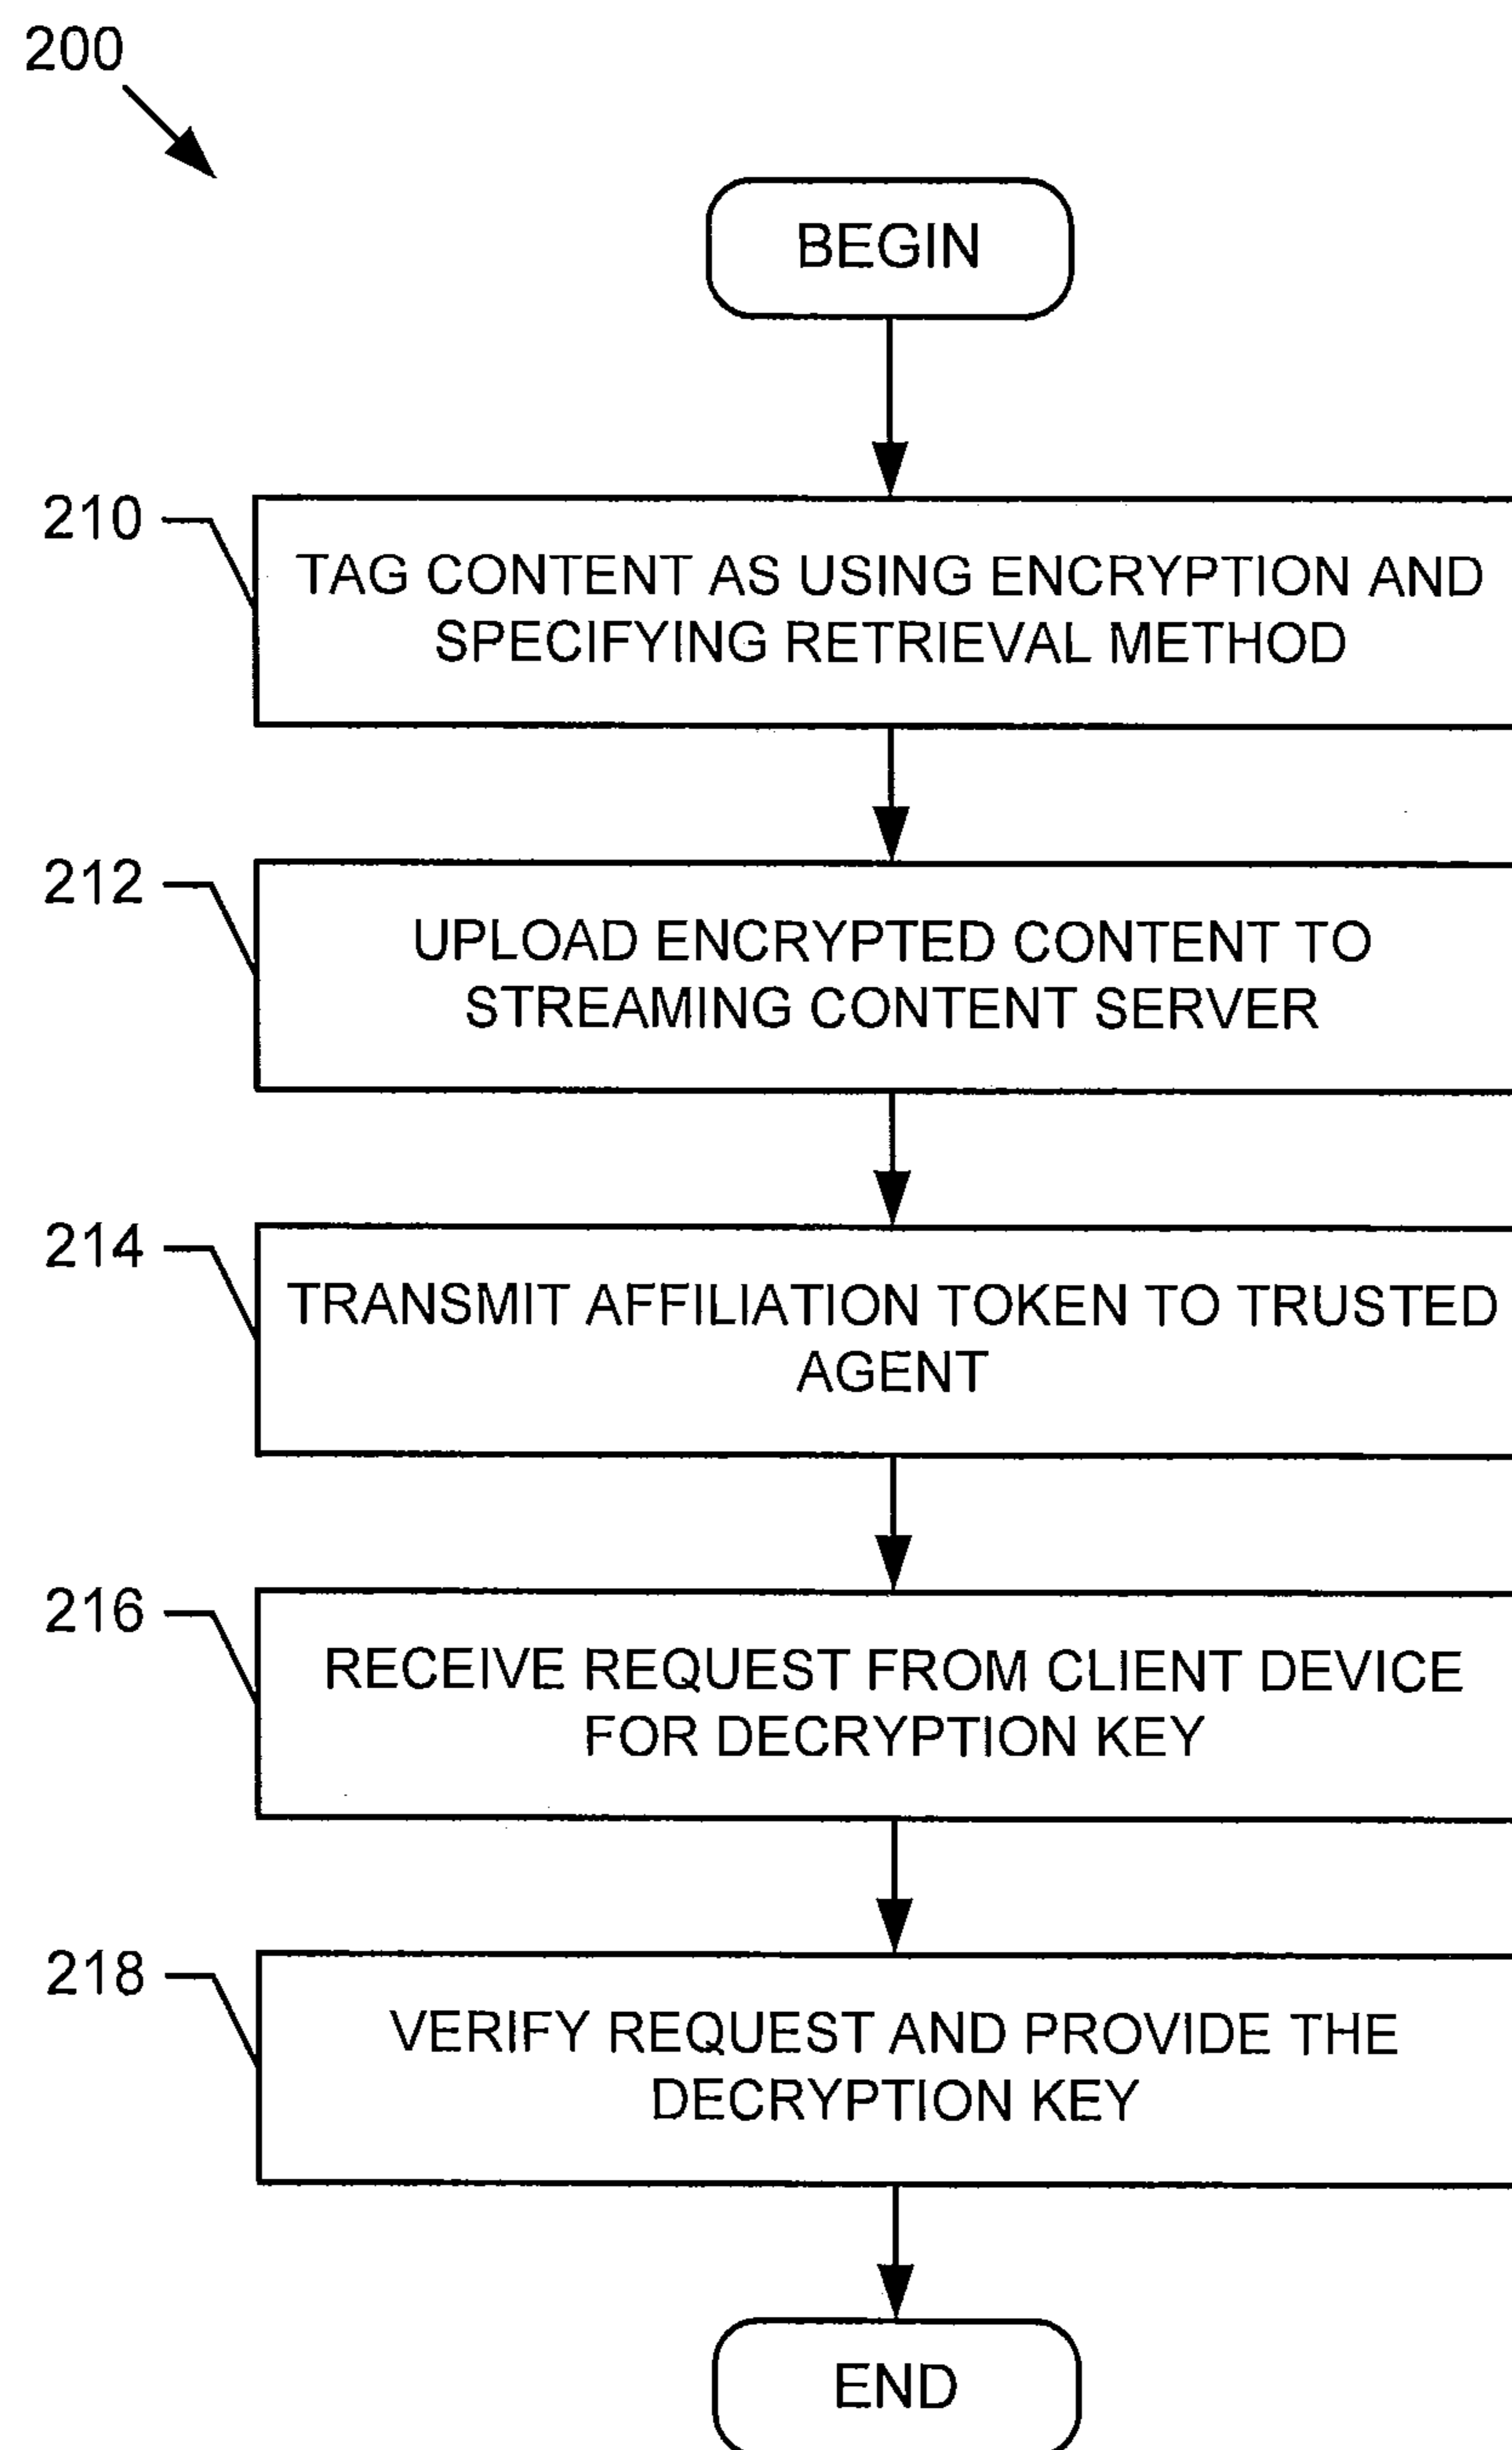 200
BEGIN
210
TAG CONTENT AS USING ENCRYPTION AND
SPECIFYING RETRIEVAL METHOD
212
UPLOAD ENCRYPTED CONTENT TO
STREAMING CONTENT SERVER
214
TRANSMIT AFFILIATION TOKEN TO TRUSTED
AGENT
216
RECEIVE REQUEST FROM CLIENT DEVICE
FOR DECRYPTION KEY
218
VERIFY REQUEST AND PROVIDE THE
DECRYPTION KEY
END